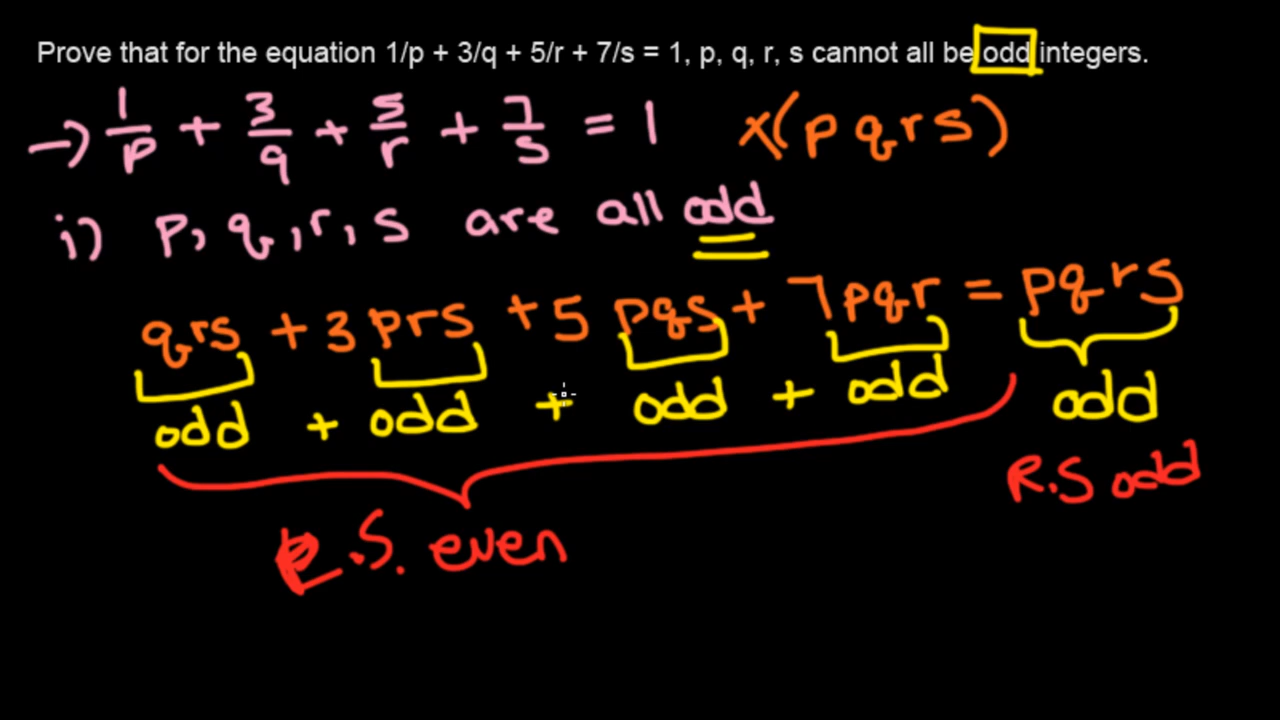 Prove that for the equation 1/p + 3/q + 5/r + 7/s = 1, p, q, r, s cannot all be odd integers.
→ 1/p + 3/q + 5/r + 7/s = 1 x(pqrs)
i) p, q, r, s are all odd
qrs + 3prs + 5pqs + 7pqr = pqrs
odd + odd + odd + odd odd
R.S odd
L.S. even